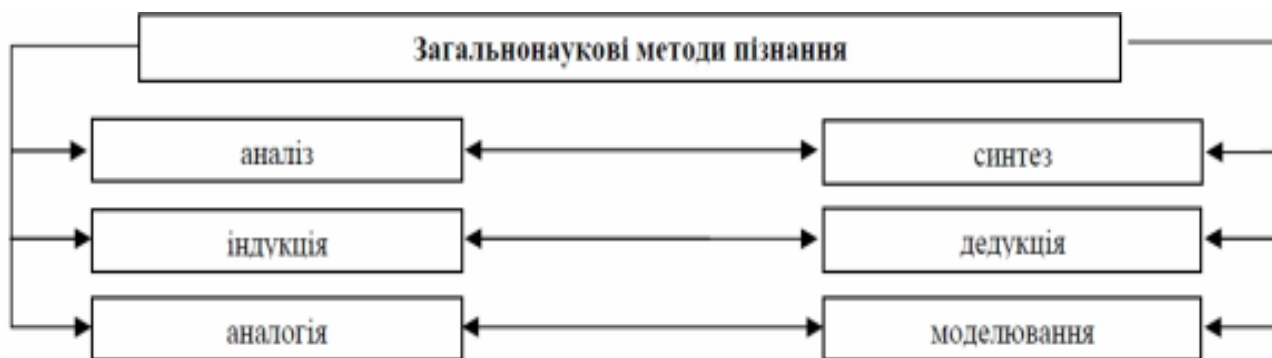 Загальнонаукові методи пізнання
аналіз
синтез
індукція
дедукція
аналогія
моделювання